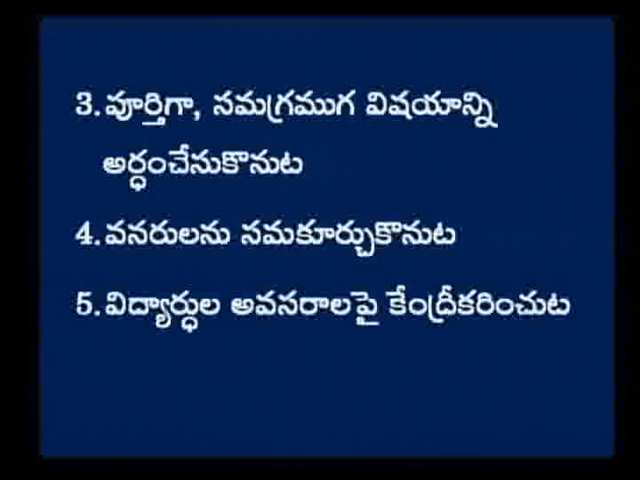 3. పూర్తిగా, సమగ్రముగ విషయాన్ని
అర్ధంచేనుకొనుట
4. వనరులను సమకూర్చుకొనుట
5. విద్యార్ధుల అవసరాలపై కేంద్రీకరించుట